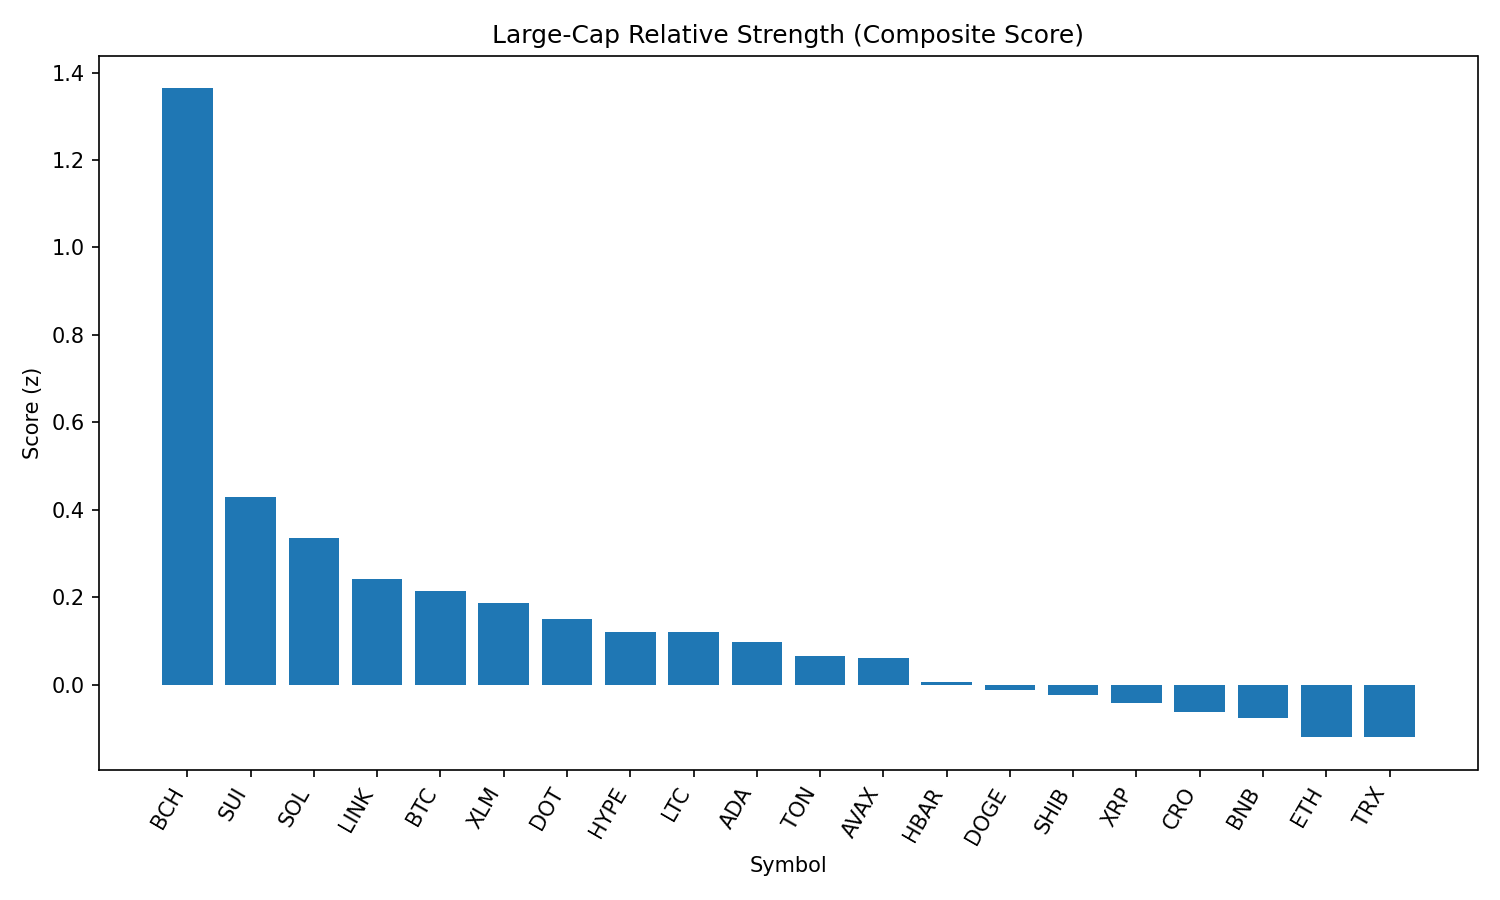 Large-Cap Relative Strength (Composite Score)
1.4
1.2
1.0
0.8
0.6
0.4
0.2
0.0
Score (z)
BCH
SUI
SOL
LINK
BTC
XLM
DOT
HYPE
LTC
ADA
TON
AVAX
HBAR
DOGE
SHIB
XRP
CRO
BNB
ETH
TRX
Symbol